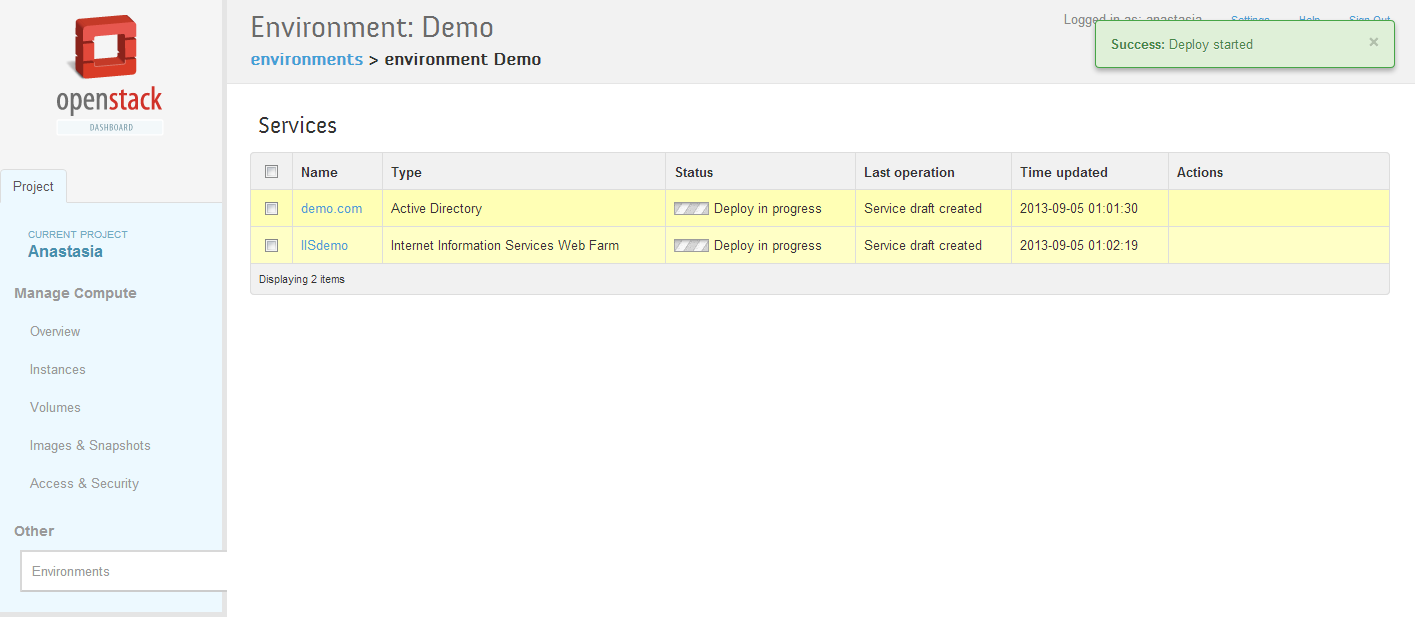 openstack
DASHBOARD
Project
CURRENT PROJECT
Anastasia
Manage Compute
Overview
Instances
Volumes
Images & Snapshots
Access & Security
Other
Environments
Environment: Demo
environments > environment Demo
Logged in as: anastasia Settings Help Sign Out
Success: Deploy started ×
Services
Name Type Status Last operation Time updated Actions
demo.com Active Directory Deploy in progress Service draft created 2013-09-05 01:01:30
IISdemo Internet Information Services Web Farm Deploy in progress Service draft created 2013-09-05 01:02:19
Displaying 2 items